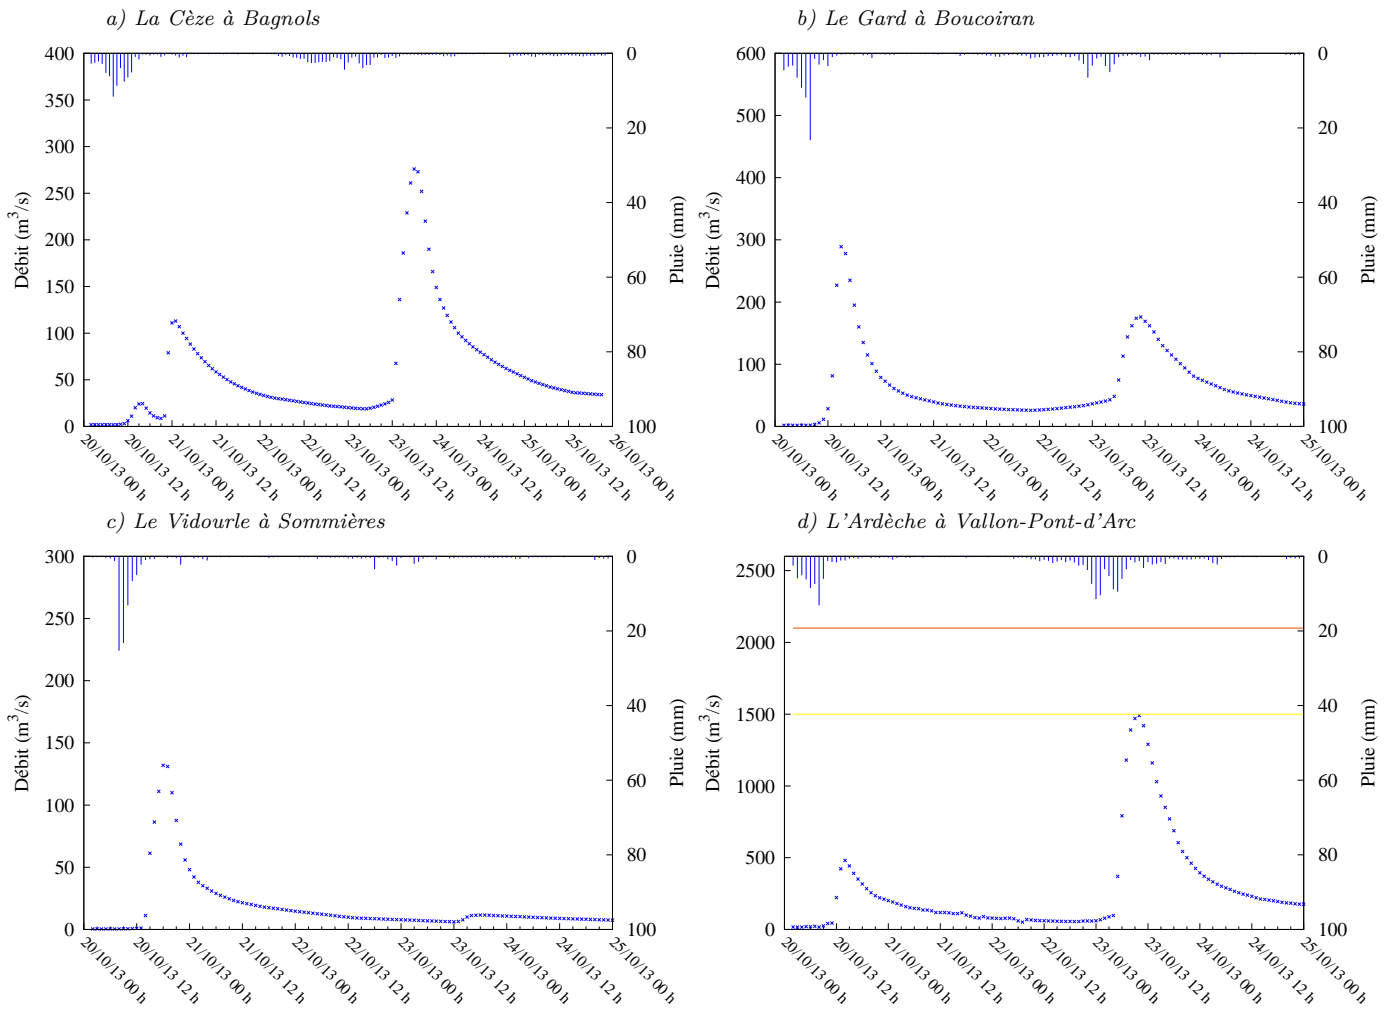 a) La Cèze à Bagnols
400
350
300
250
200
150
100
50
0
Débit (m3/s)
0
20
40
60
80
100
Pluie (mm)
20/10/13 00 h
20/10/13 12 h
21/10/13 00 h
21/10/13 12 h
22/10/13 00 h
22/10/13 12 h
23/10/13 00 h
23/10/13 12 h
24/10/13 00 h
24/10/13 12 h
25/10/13 00 h
25/10/13 12 h
26/10/13 00 h
b) Le Gard à Boucoiran
600
500
400
300
200
100
0
Débit (m3/s)
0
20
40
60
80
100
Pluie (mm)
20/10/13 00 h
20/10/13 12 h
21/10/13 00 h
21/10/13 12 h
22/10/13 00 h
22/10/13 12 h
23/10/13 00 h
23/10/13 12 h
24/10/13 00 h
24/10/13 12 h
25/10/13 00 h
c) Le Vidourle à Sommières
300
250
200
150
100
50
0
Débit (m3/s)
0
20
40
60
80
100
Pluie (mm)
20/10/13 00 h
20/10/13 12 h
21/10/13 00 h
21/10/13 12 h
22/10/13 00 h
22/10/13 12 h
23/10/13 00 h
23/10/13 12 h
24/10/13 00 h
24/10/13 12 h
25/10/13 00 h
d) L'Ardèche à Vallon-Pont-d'Arc
2500
2000
1500
1000
500
0
Débit (m3/s)
0
20
40
60
80
100
Pluie (mm)
20/10/13 00 h
20/10/13 12 h
21/10/13 00 h
21/10/13 12 h
22/10/13 00 h
22/10/13 12 h
23/10/13 00 h
23/10/13 12 h
24/10/13 00 h
24/10/13 12 h
25/10/13 00 h